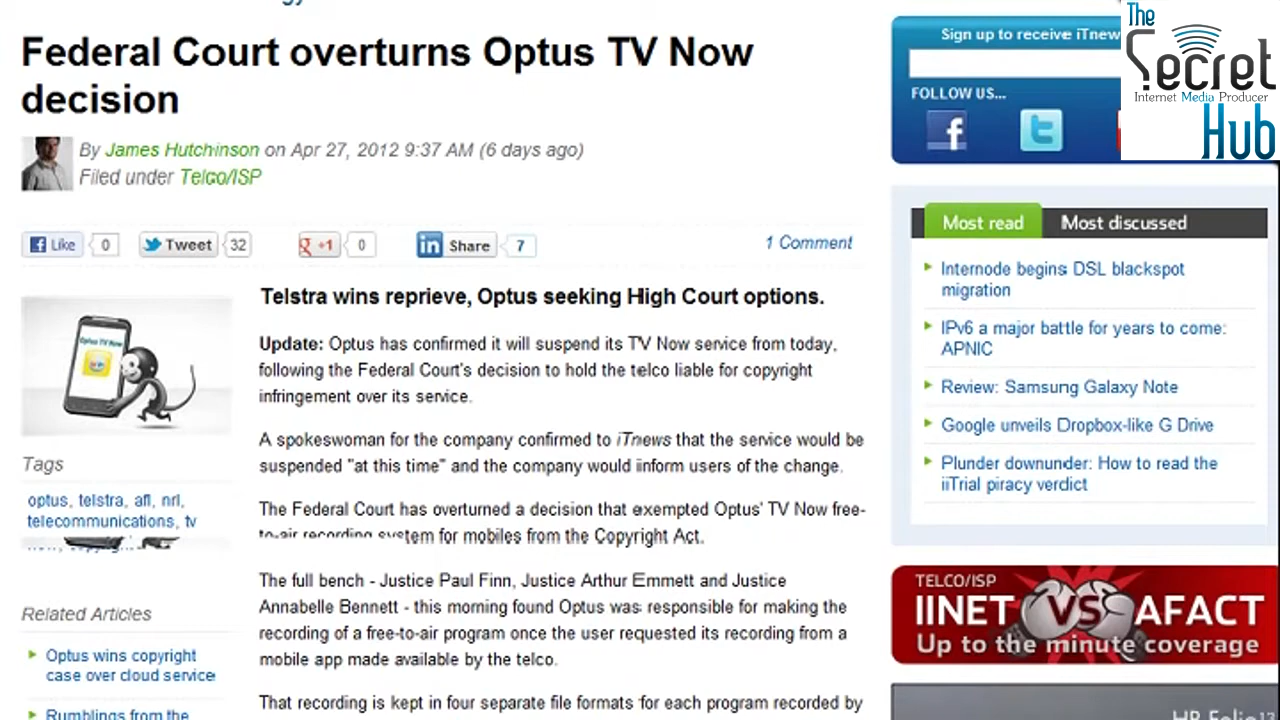 Federal Court overturns Optus TV Now
decision
By James Hutchinson on Apr 27, 2012 9:37 AM (6 days ago)
Filed under Telco/ISP
Like 0
Tweet 32
+1 0
in Share 7
1 Comment
Optus TV Now
Tags
optus, telstra, afl, nrl,
telecommunications, tv
Related Articles
Optus wins copyright
case over cloud service
Rumblings from the
Telstra wins reprieve, Optus seeking High Court options.
Update: Optus has confirmed it will suspend its TV Now service from today,
following the Federal Court's decision to hold the telco liable for copyright
infringement over its service.
A spokeswoman for the company confirmed to iTnews that the service would be
suspended "at this time" and the company would inform users of the change.
The Federal Court has overturned a decision that exempted Optus' TV Now free-
to-air recording system for mobiles from the Copyright Act.
The full bench - Justice Paul Finn, Justice Arthur Emmett and Justice
Annabelle Bennett - this morning found Optus was responsible for making the
recording of a free-to-air program once the user requested its recording from a
mobile app made available by the telco.
That recording is kept in four separate file formats for each program recorded by
Sign up to receive iTnew
FOLLOW US...
The
Secret
Internet Media Producer
Hub
Most read
Most discussed
Internode begins DSL blackspot
migration
IPv6 a major battle for years to come:
APNIC
Review: Samsung Galaxy Note
Google unveils Dropbox-like G Drive
Plunder downunder: How to read the
iiTrial piracy verdict
TELCO/ISP
IINET VS AFACT
Up to the minute coverage